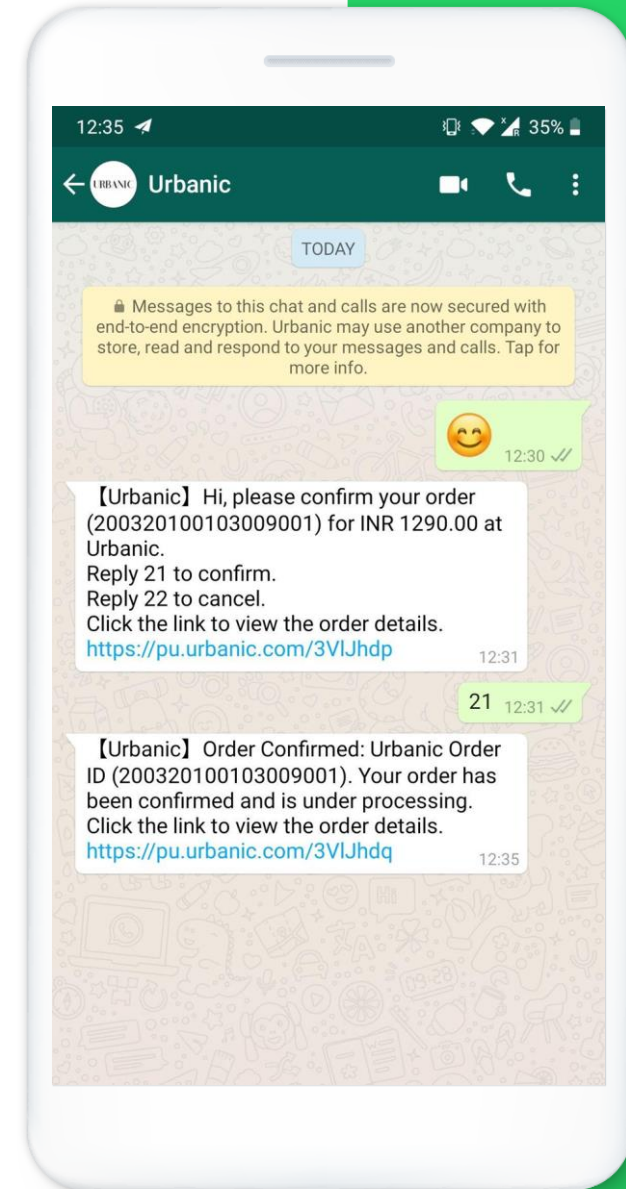 12:35
35%
URBANIC
Urbanic
TODAY
Messages to this chat and calls are now secured with
end-to-end encryption. Urbanic may use another company to
store, read and respond to your messages and calls. Tap for
more info.
😊
12:30
【Urbanic】Hi, please confirm your order
(200320100103009001) for INR 1290.00 at
Urbanic.
Reply 21 to confirm.
Reply 22 to cancel.
Click the link to view the order details.
https://pu.urbanic.com/3VlJhdp
12:31
21 12:31
【Urbanic】Order Confirmed: Urbanic Order
ID (200320100103009001). Your order has
been confirmed and is under processing.
Click the link to view the order details.
https://pu.urbanic.com/3VlJhdq
12:35